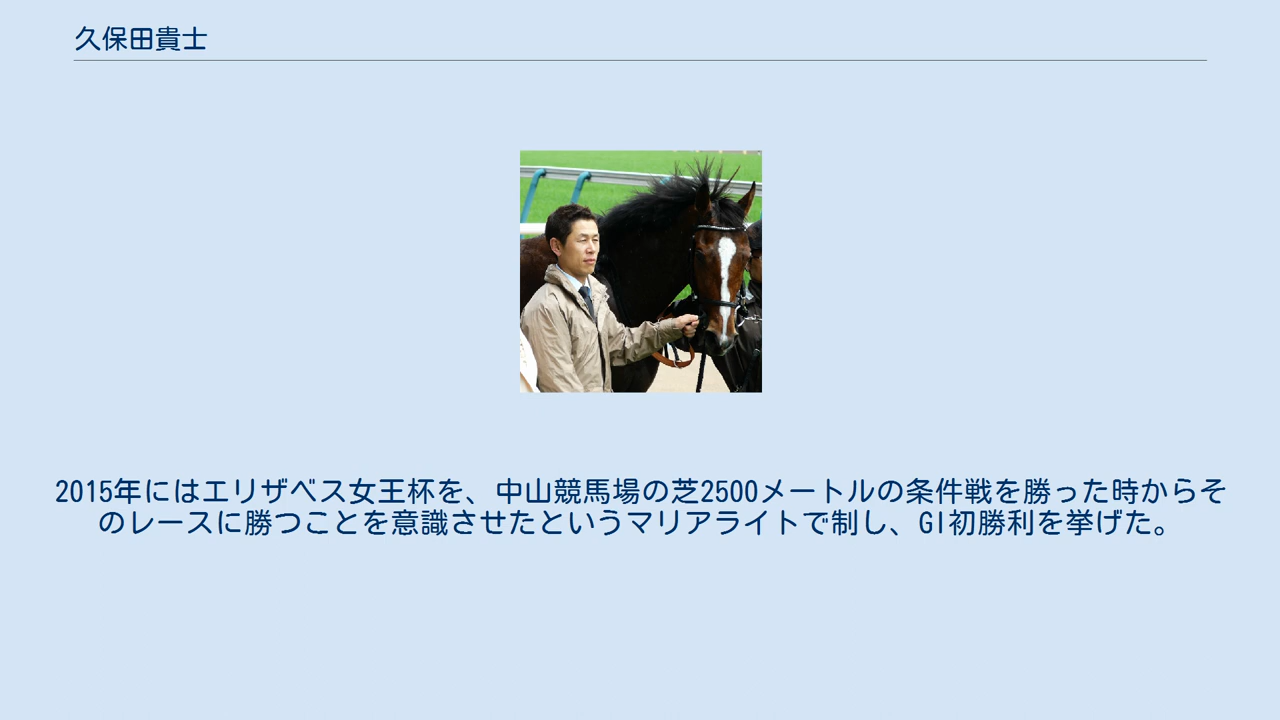 久保田貴士
2015年にはエリザベス女王杯を、中山競馬場の芝2500メートルの条件戦を勝った時からそ
のレースに勝つことを意識させたというマリアライトで制し、GI初勝利を挙げた。